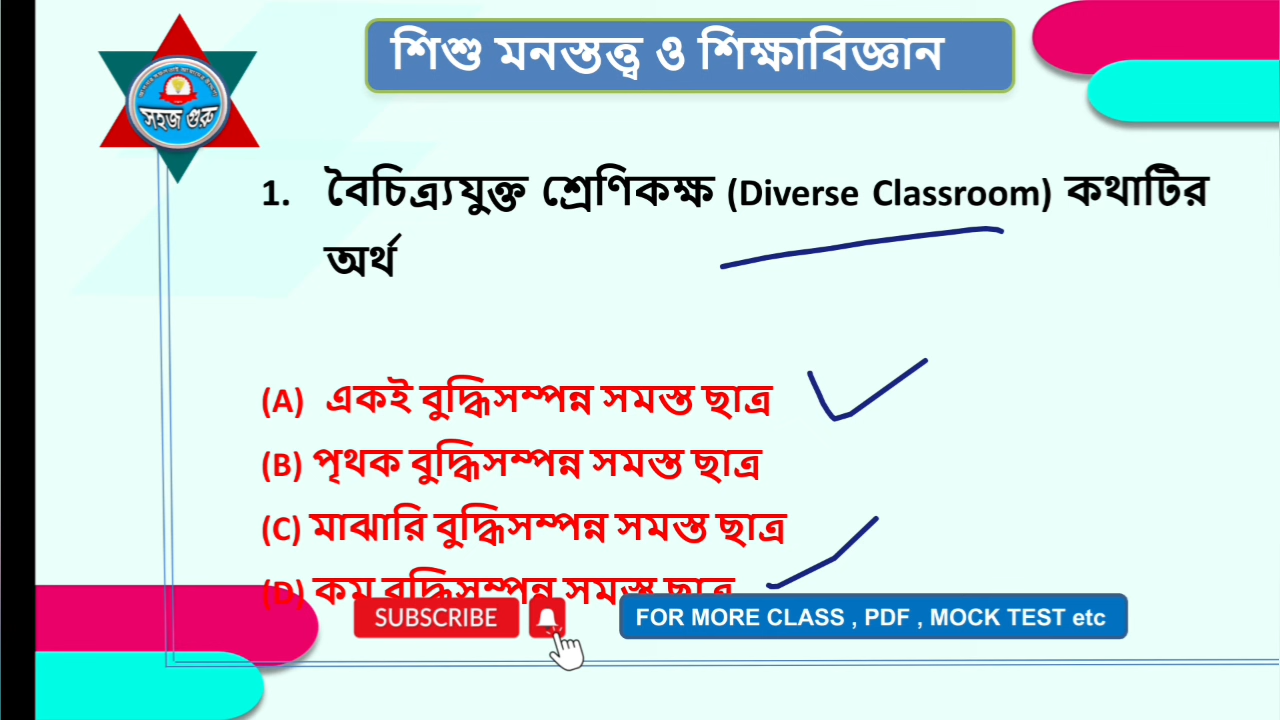 শিশু মনস্তত্ত্ব ও শিক্ষাবিজ্ঞান
সহজ গুরু
1. বৈচিত্র্যযুক্ত শ্রেণিকক্ষ (Diverse Classroom) কথাটির
অর্থ
(A) একই বুদ্ধিসম্পন্ন সমস্ত ছাত্র
(B) পৃথক বুদ্ধিসম্পন্ন সমস্ত ছাত্র
(C) মাঝারি বুদ্ধিসম্পন্ন সমস্ত ছাত্র
(D) কম বুদ্ধিসম্পন্ন সমস্ত ছাত্র
SUBSCRIBE
FOR MORE CLASS , PDF , MOCK TEST etc